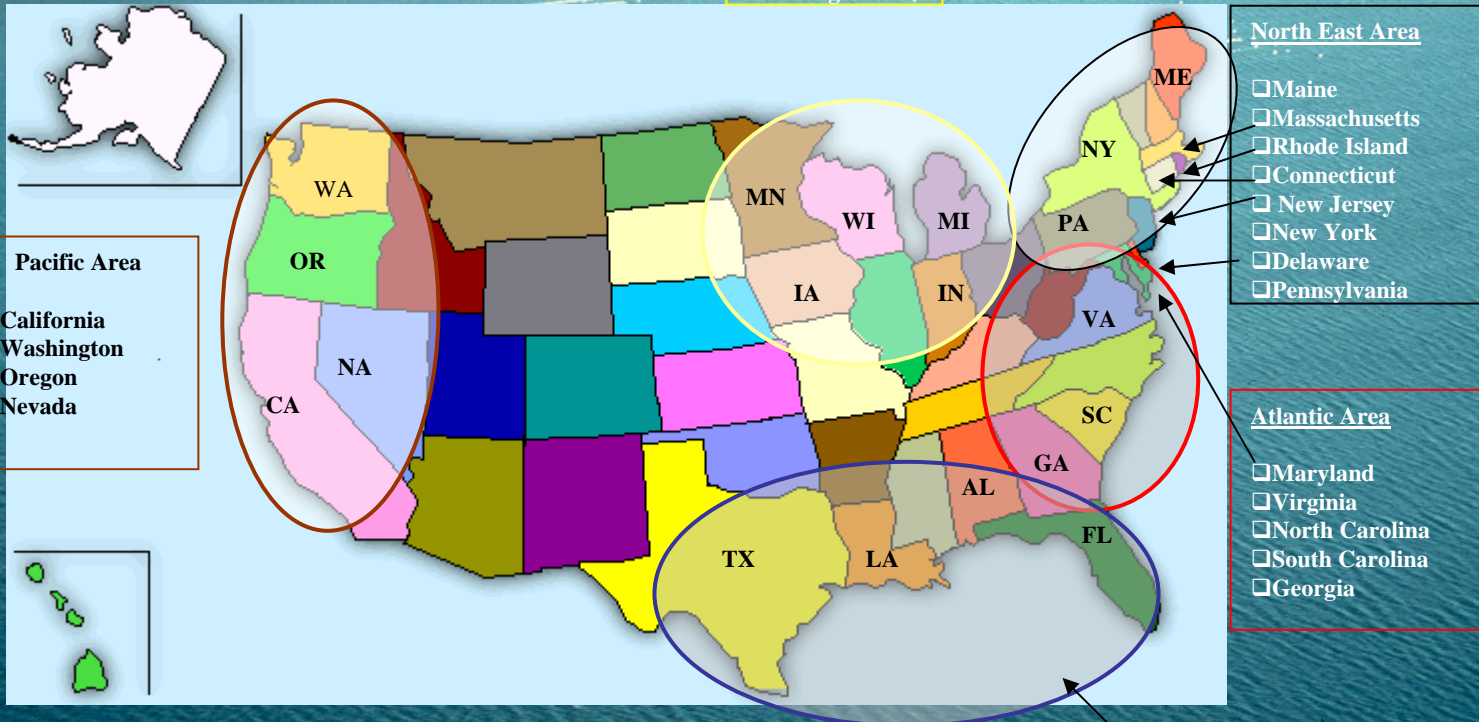 North East Area
❑Maine
❑Massachusetts
❑Rhode Island
❑Connecticut
❑ New Jersey
❑New York
❑Delaware
❑Pennsylvania
Pacific Area
California
Washington
Oregon
Nevada
Atlantic Area
❑Maryland
❑Virginia
❑North Carolina
❑South Carolina
❑Georgia
ME
NY
PA
WA
OR
NA
CA
MN
WI
MI
IA
IN
VA
SC
GA
AL
FL
TX
LA